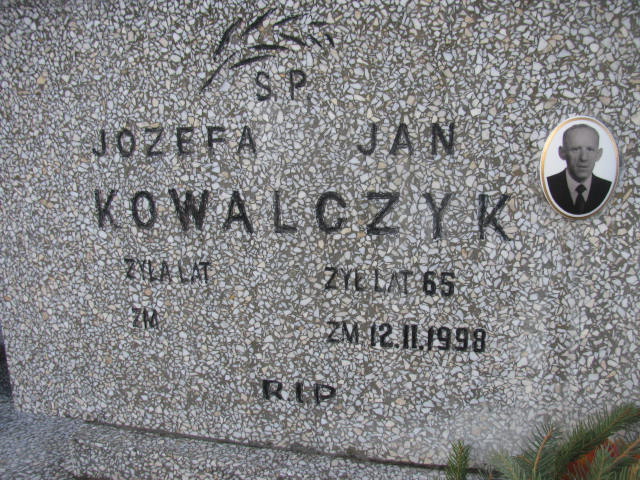 SP
JOZEFA JAN
KOWALCZYK
ŻYŁA LAT ŻYŁ LAT 65
ZM ZM 12.11.1998
RIP